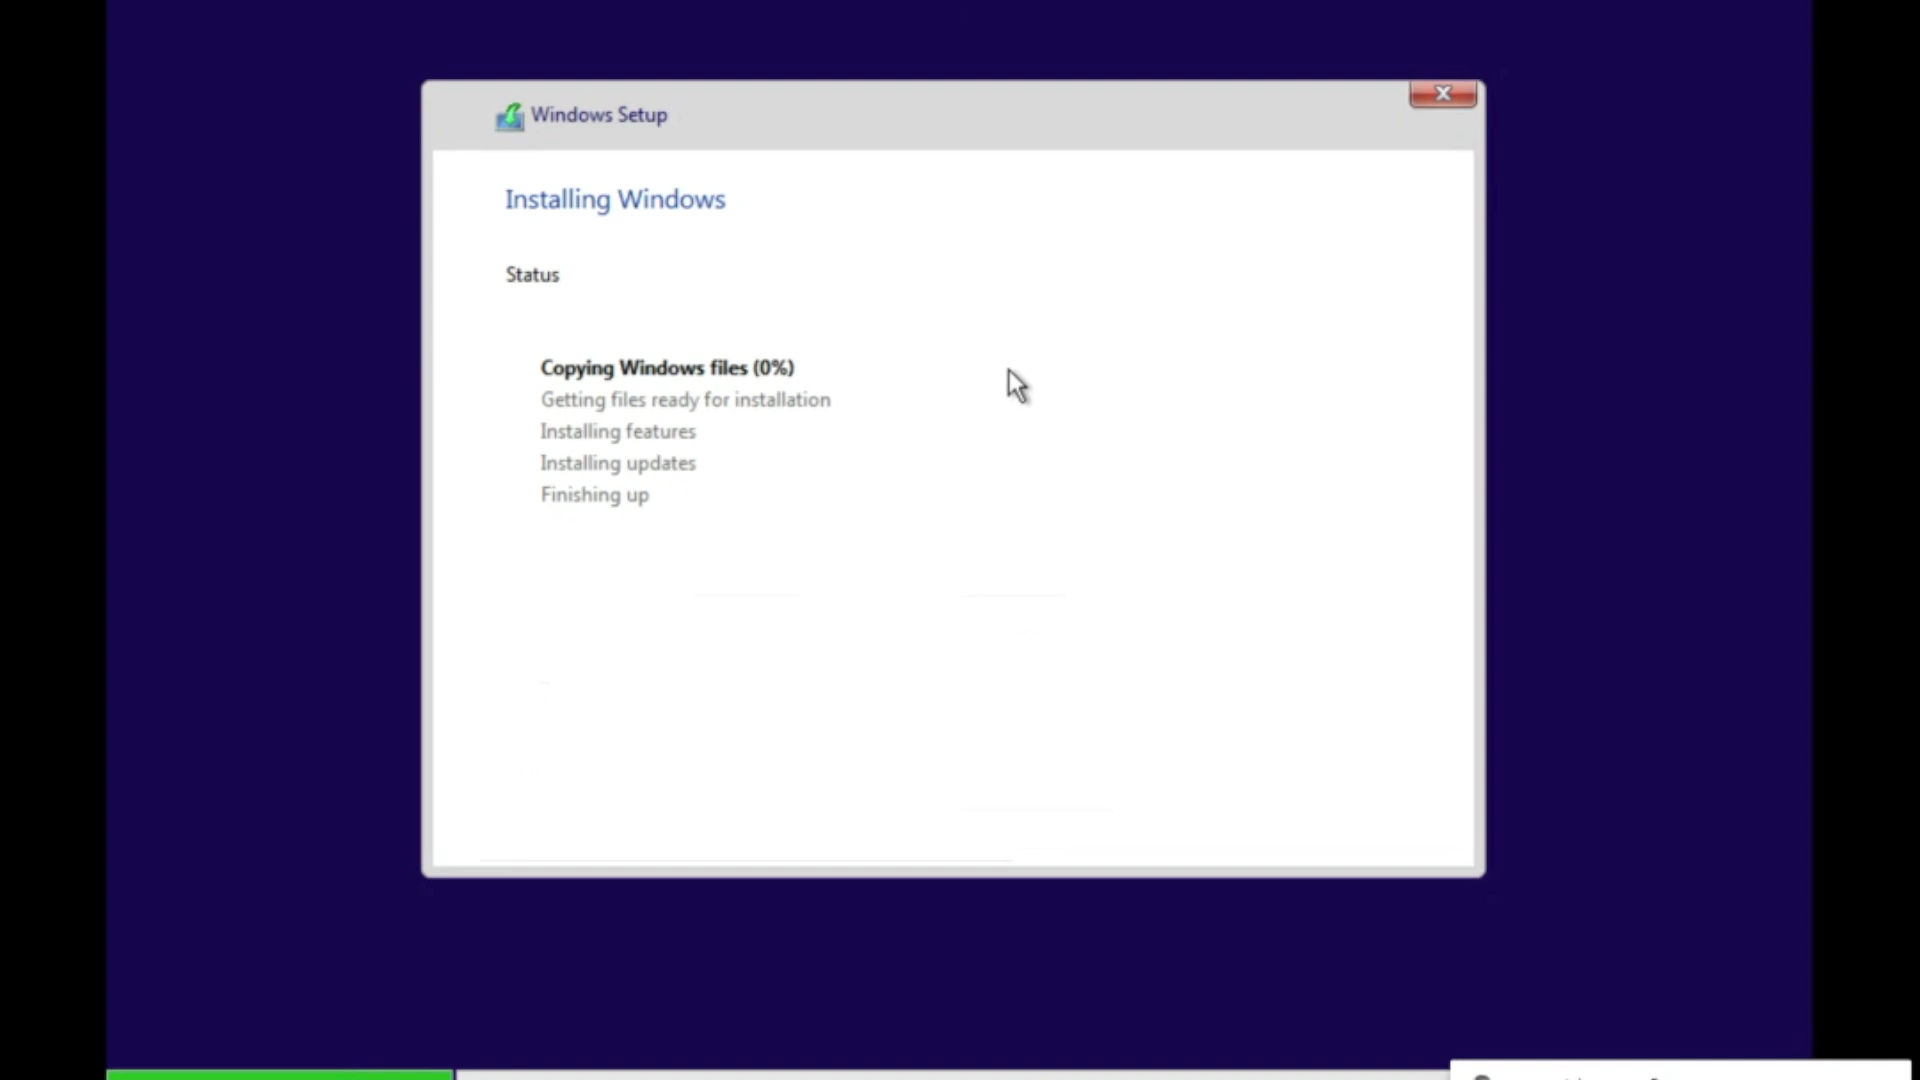 Windows Setup
Installing Windows
Status
Copying Windows files (0%)
Getting files ready for installation
Installing features
Installing updates
Finishing up